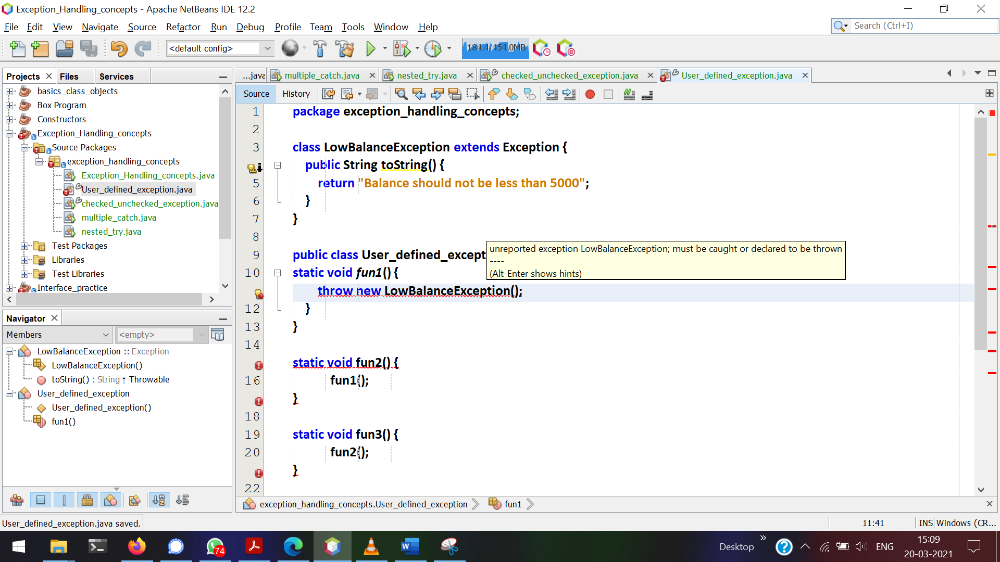 Exception_Handling_concepts - Apache NetBeans IDE 12.2
File Edit View Navigate Source Refactor Run Debug Profile Team Tools Window Help
Search (Ctrl+I)
<default config>
184.4/454.0MB
Projects Files Services
...java multiple_catch.java nested_try.java checked_unchecked_exception.java User_defined_exception.java
Source History
basics_class_objects
Box Program
Constructors
Exception_Handling_concepts
Source Packages
exception_handling_concepts
Exception_Handling_concepts.java
User_defined_exception.java
checked_unchecked_exception.java
multiple_catch.java
nested_try.java
Test Packages
Libraries
Test Libraries
Interface_practice
Navigator
Members <empty>
LowBalanceException :: Exception
LowBalanceException()
toString() : String ↑ Throwable
User_defined_exception
User_defined_exception()
fun1()
1 package exception_handling_concepts;
2
3 class LowBalanceException extends Exception {
public String toString() {
5 return "Balance should not be less than 5000";
6 }
7 }
8
9 public class User_defined_except
10 static void fun1() {
throw new LowBalanceException();
12 }
13 }
14
static void fun2() {
16 fun1();
}
18
19 static void fun3() {
20 fun2();
}
22
unreported exception LowBalanceException; must be caught or declared to be thrown
----
(Alt-Enter shows hints)
exception_handling_concepts.User_defined_exception fun1
User_defined_exception.java saved.
11:41 INS Windows (CR...
74
Desktop
ENG
15:09
20-03-2021